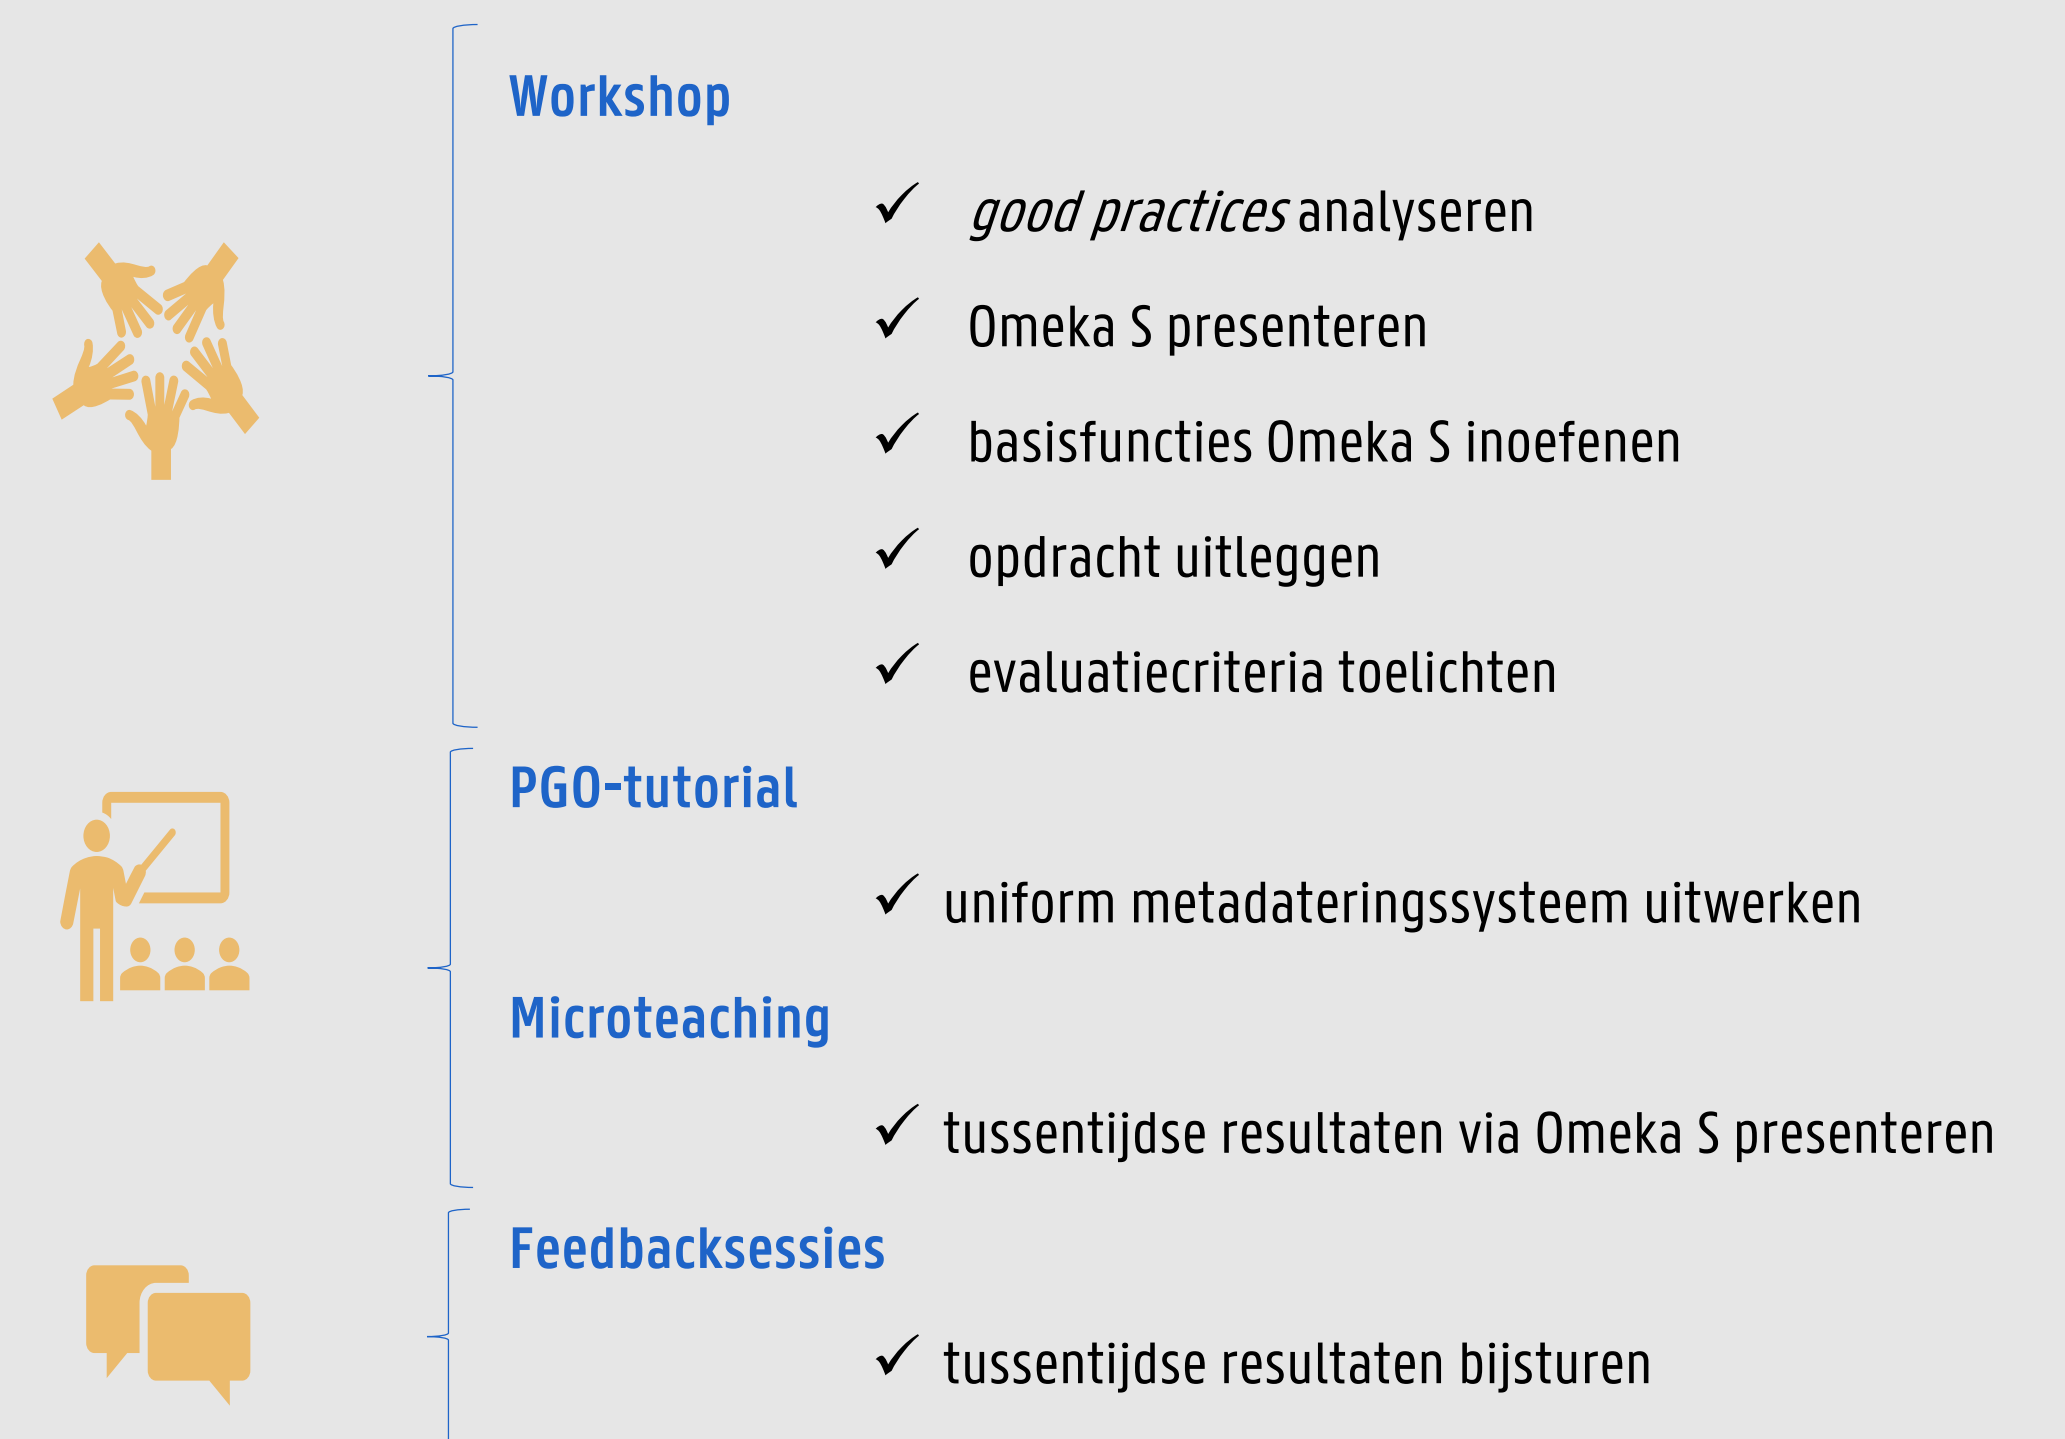 Workshop
good practices analyseren
Omeka S presenteren
basisfuncties Omeka S inoefenen
opdracht uitleggen
evaluatiecriteria toelichten
PGO-tutorial
uniform metadateringssysteem uitwerken
Microteaching
tussentijdse resultaten via Omeka S presenteren
Feedbacksessies
tussentijdse resultaten bijsturen